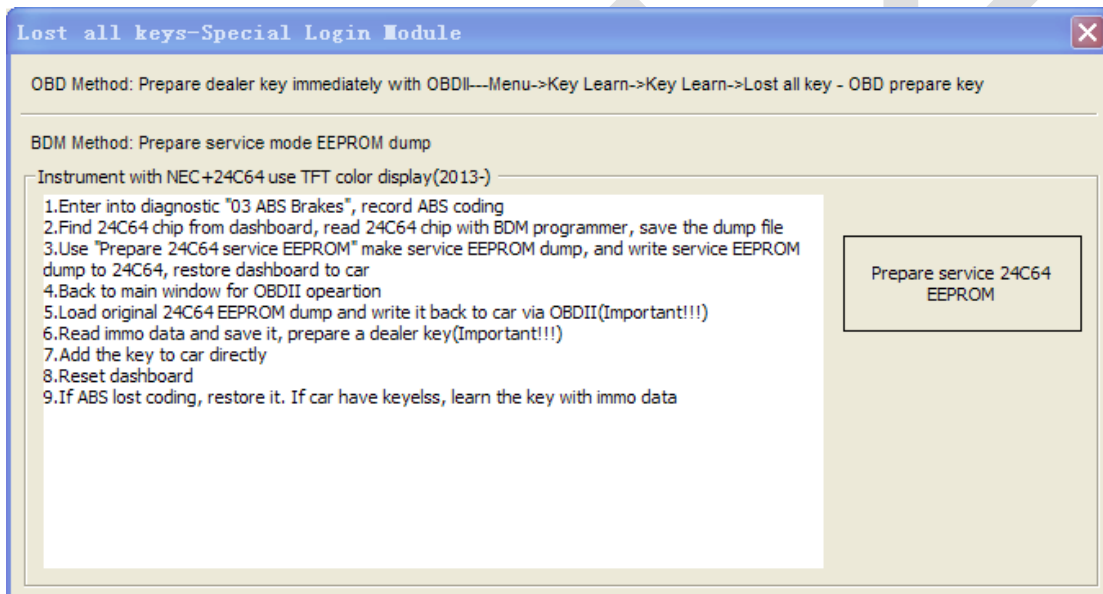 Lost all keys-Special Login Module
OBD Method: Prepare dealer key immediately with OBDII---Menu->Key Learn->Key Learn->Lost all key - OBD prepare key
BDM Method: Prepare service mode EEPROM dump
Instrument with NEC+24C64 use TFT color display(2013-)
1.Enter into diagnostic "03 ABS Brakes", record ABS coding
2.Find 24C64 chip from dashboard, read 24C64 chip with BDM programmer, save the dump file
3.Use "Prepare 24C64 service EEPROM" make service EEPROM dump, and write service EEPROM
dump to 24C64, restore dashboard to car
4.Back to main window for OBDII opeartion
5.Load original 24C64 EEPROM dump and write it back to car via OBDII(Important!!!)
6.Read immo data and save it, prepare a dealer key(Important!!!)
7.Add the key to car directly
8.Reset dashboard
9.If ABS lost coding, restore it. If car have keyelss, learn the key with immo data
Prepare service 24C64
EEPROM